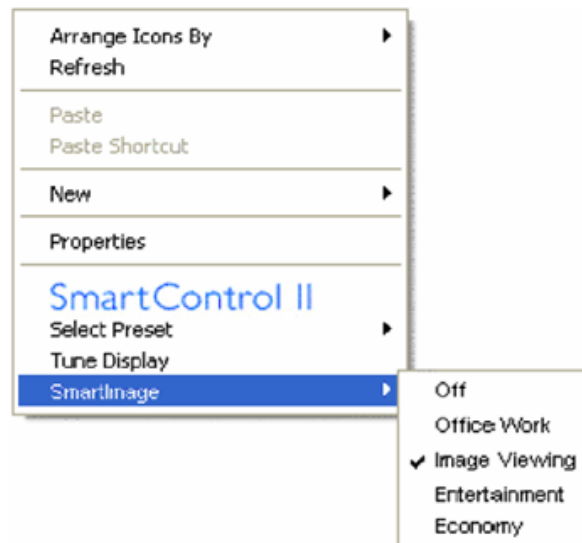 Arrange Icons By
Refresh
Paste
Paste Shortcut
New
Properties
SmartControl II
Select Preset
Tune Display
SmartImage
Off
Office Work
Image Viewing
Entertainment
Economy